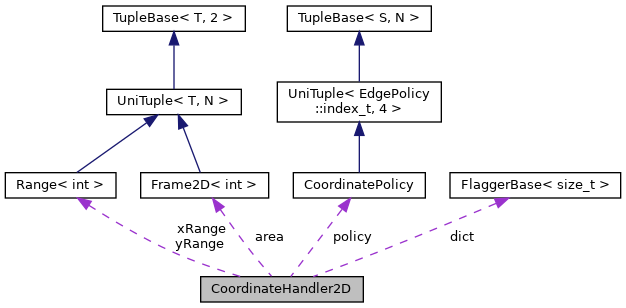 TupleBase< T, 2 >
TupleBase< S, N >
UniTuple< T, N >
UniTuple< EdgePolicy
::index_t, 4 >
Range< int >
Frame2D< int >
CoordinatePolicy
FlaggerBase< size_t >
xRange
yRange
area
policy
dict
CoordinateHandler2D